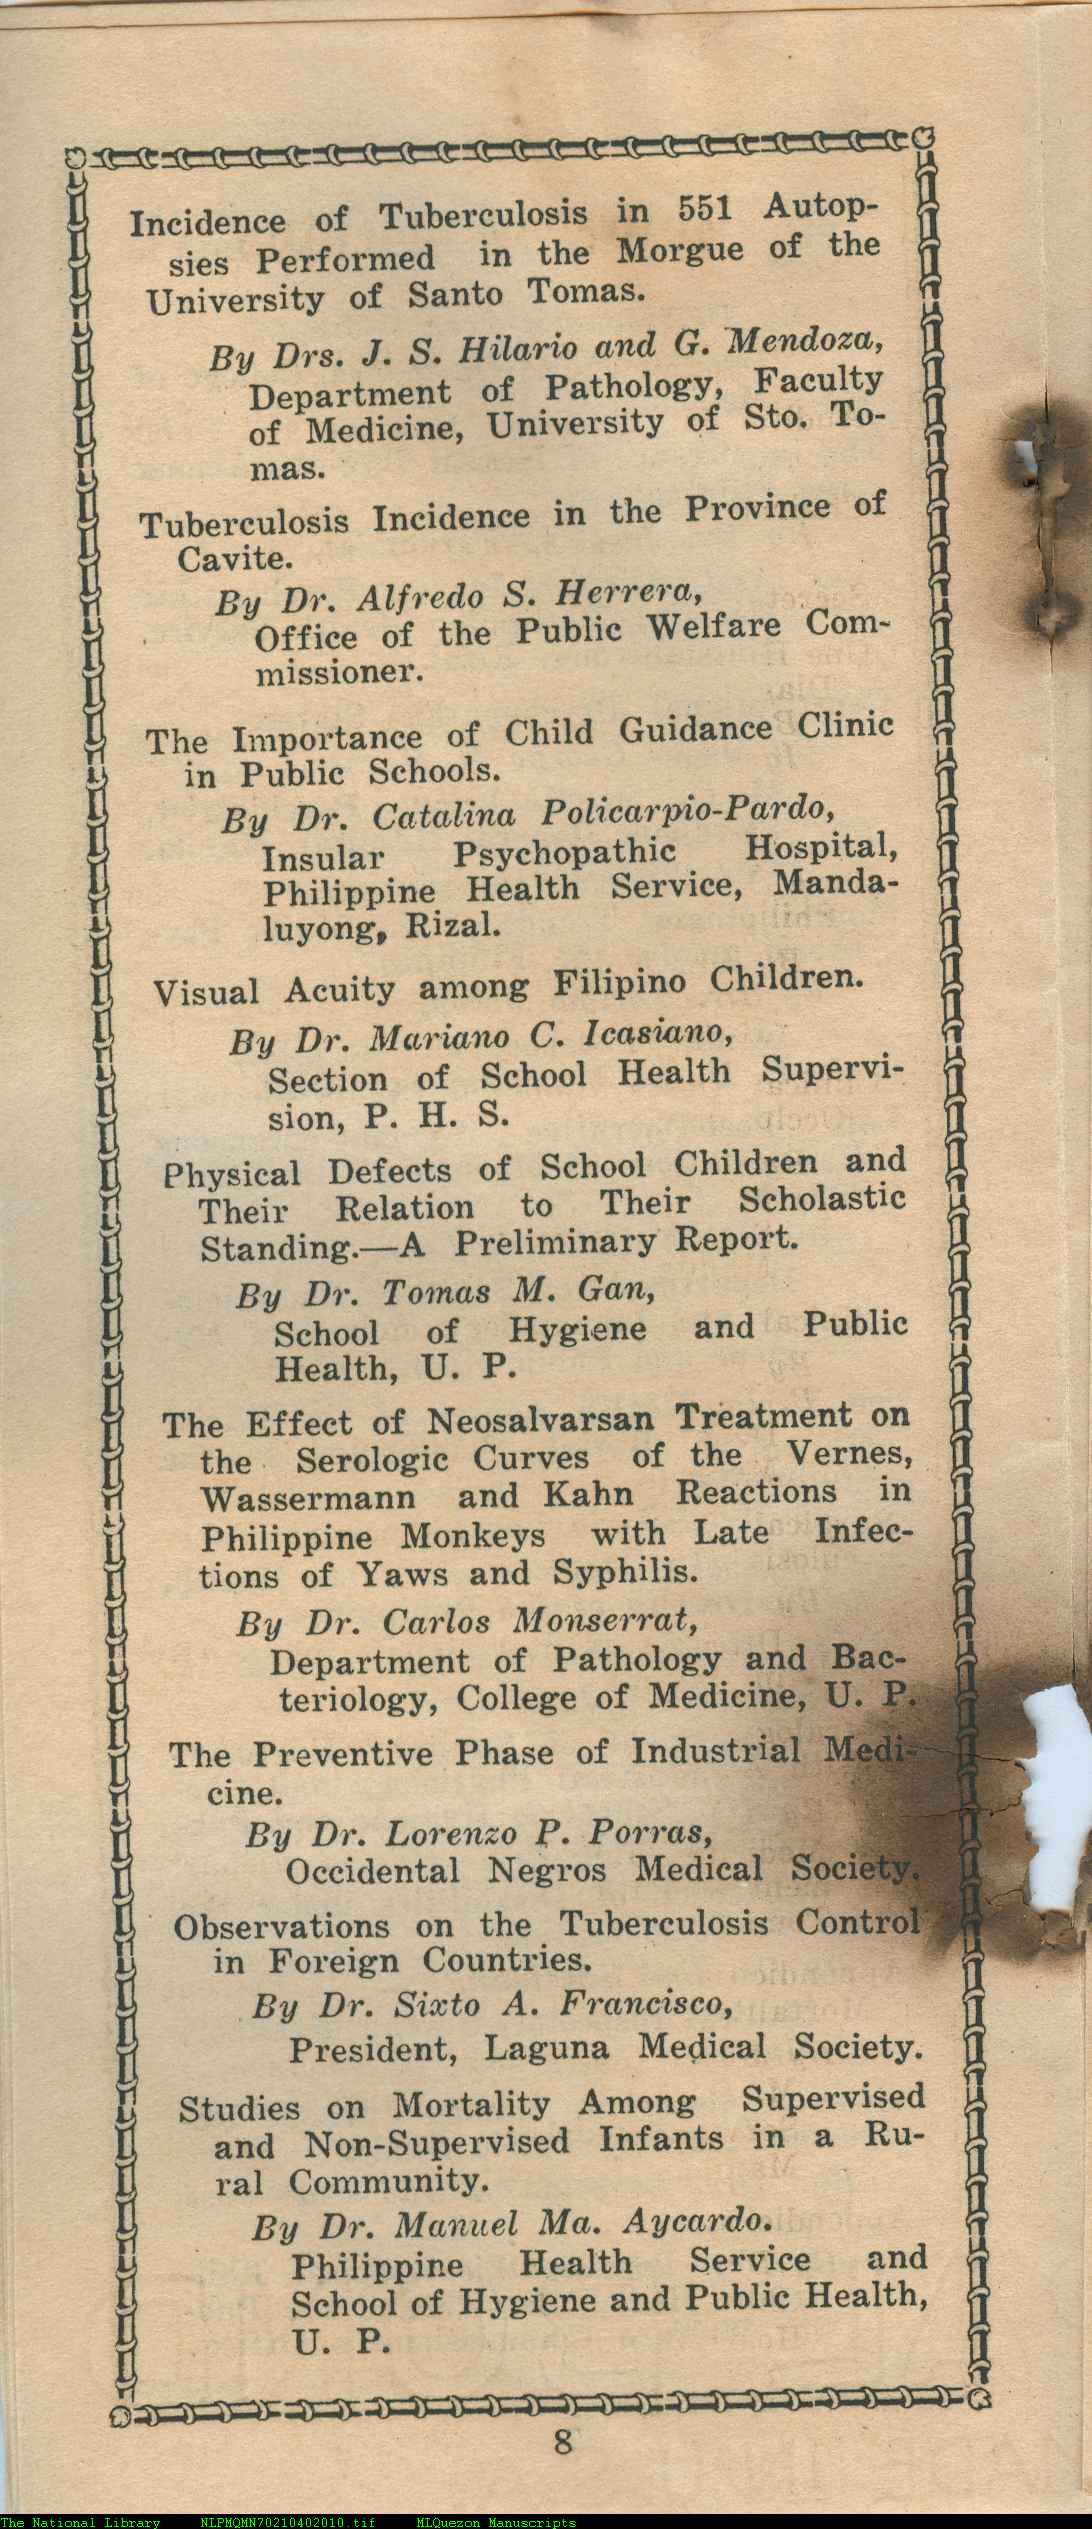 Incidence of Tuberculosis in 551 Autop-
sies Performed in the Morgue of the
University of Santo Tomas.
By Drs. J. S. Hilario and G. Mendoza,
Department of Pathology, Faculty
of Medicine, University of Sto. To-
mas.
Tuberculosis Incidence in the Province of
Cavite.
By Dr. Alfredo S. Herrera,
Office of the Public Welfare Com-
missioner.
The Importance of Child Guidance Clinic
in Public Schools.
By Dr. Catalina Policarpio-Pardo,
Insular Psychopathic Hospital,
Philippine Health Service, Manda-
luyong, Rizal.
Visual Acuity among Filipino Children.
By Dr. Mariano C. Icasiano,
Section of School Health Supervi-
sion, P. H. S.
Physical Defects of School Children and
Their Relation to Their Scholastic
Standing.—A Preliminary Report.
By Dr. Tomas M. Gan,
School of Hygiene and Public
Health, U. P.
The Effect of Neosalvarsan Treatment on
the Serologic Curves of the Vernes,
Wassermann and Kahn Reactions in
Philippine Monkeys with Late Infec-
tions of Yaws and Syphilis.
By Dr. Carlos Monserrat,
Department of Pathology and Bac-
teriology, College of Medicine, U. P.
The Preventive Phase of Industrial Medi-
cine.
By Dr. Lorenzo P. Porras,
Occidental Negros Medical Society.
Observations on the Tuberculosis Control
in Foreign Countries.
By Dr. Sixto A. Francisco,
President, Laguna Medical Society.
Studies on Mortality Among Supervised
and Non-Supervised Infants in a Ru-
ral Community.
By Dr. Manuel Ma. Aycardo.
Philippine Health Service and
School of Hygiene and Public Health,
U. P.
8
The National Library NLPMQMN70210402010.tif MLQuezon Manuscripts